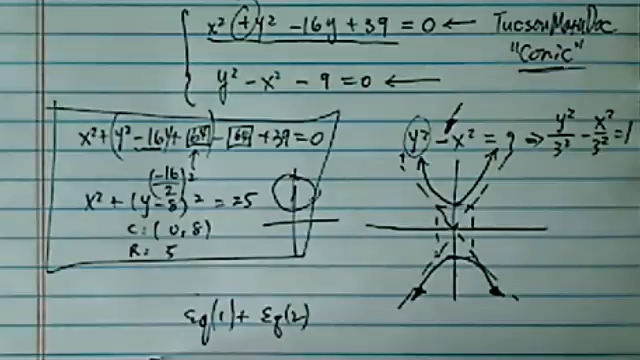 x² + y² - 16y + 39 = 0 ← TucsonMathDoc
"Conic"
y² - x² - 9 = 0 ←
x² + (y² - 16y + 64) - 64 + 39 = 0
(-16/2)²
x² + (y - 8)² = 25
C: (0, 8)
R: 5
y² - x² = 9 ⇒ y²/3² - x²/3² = 1
Eq(1) + Eq(2)